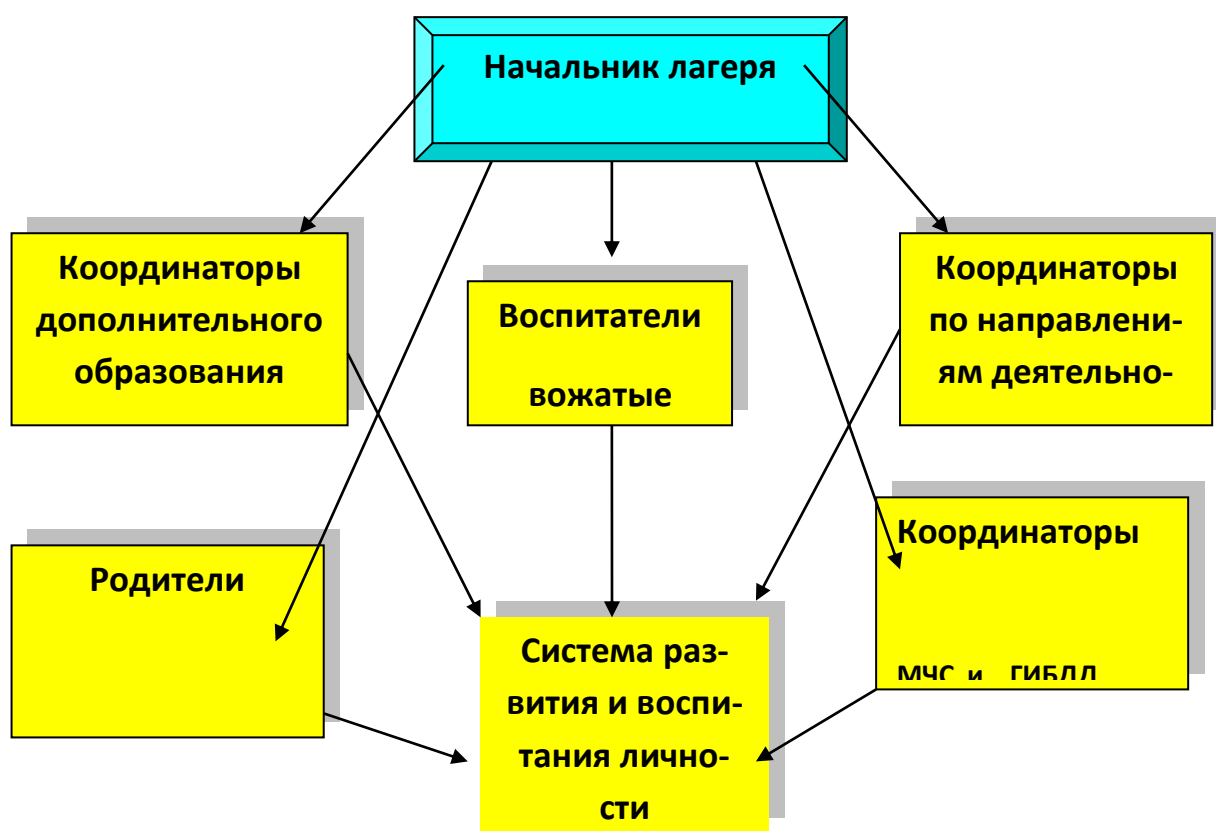 Начальник лагеря
Координаторы
дополнительного
образования
Воспитатели
вожатые
Координаторы
по направлени-
ям деятельно-
Родители
Система раз-
вития и воспи-
тания лично-
сти
Координаторы
МЧС и ГИБДД